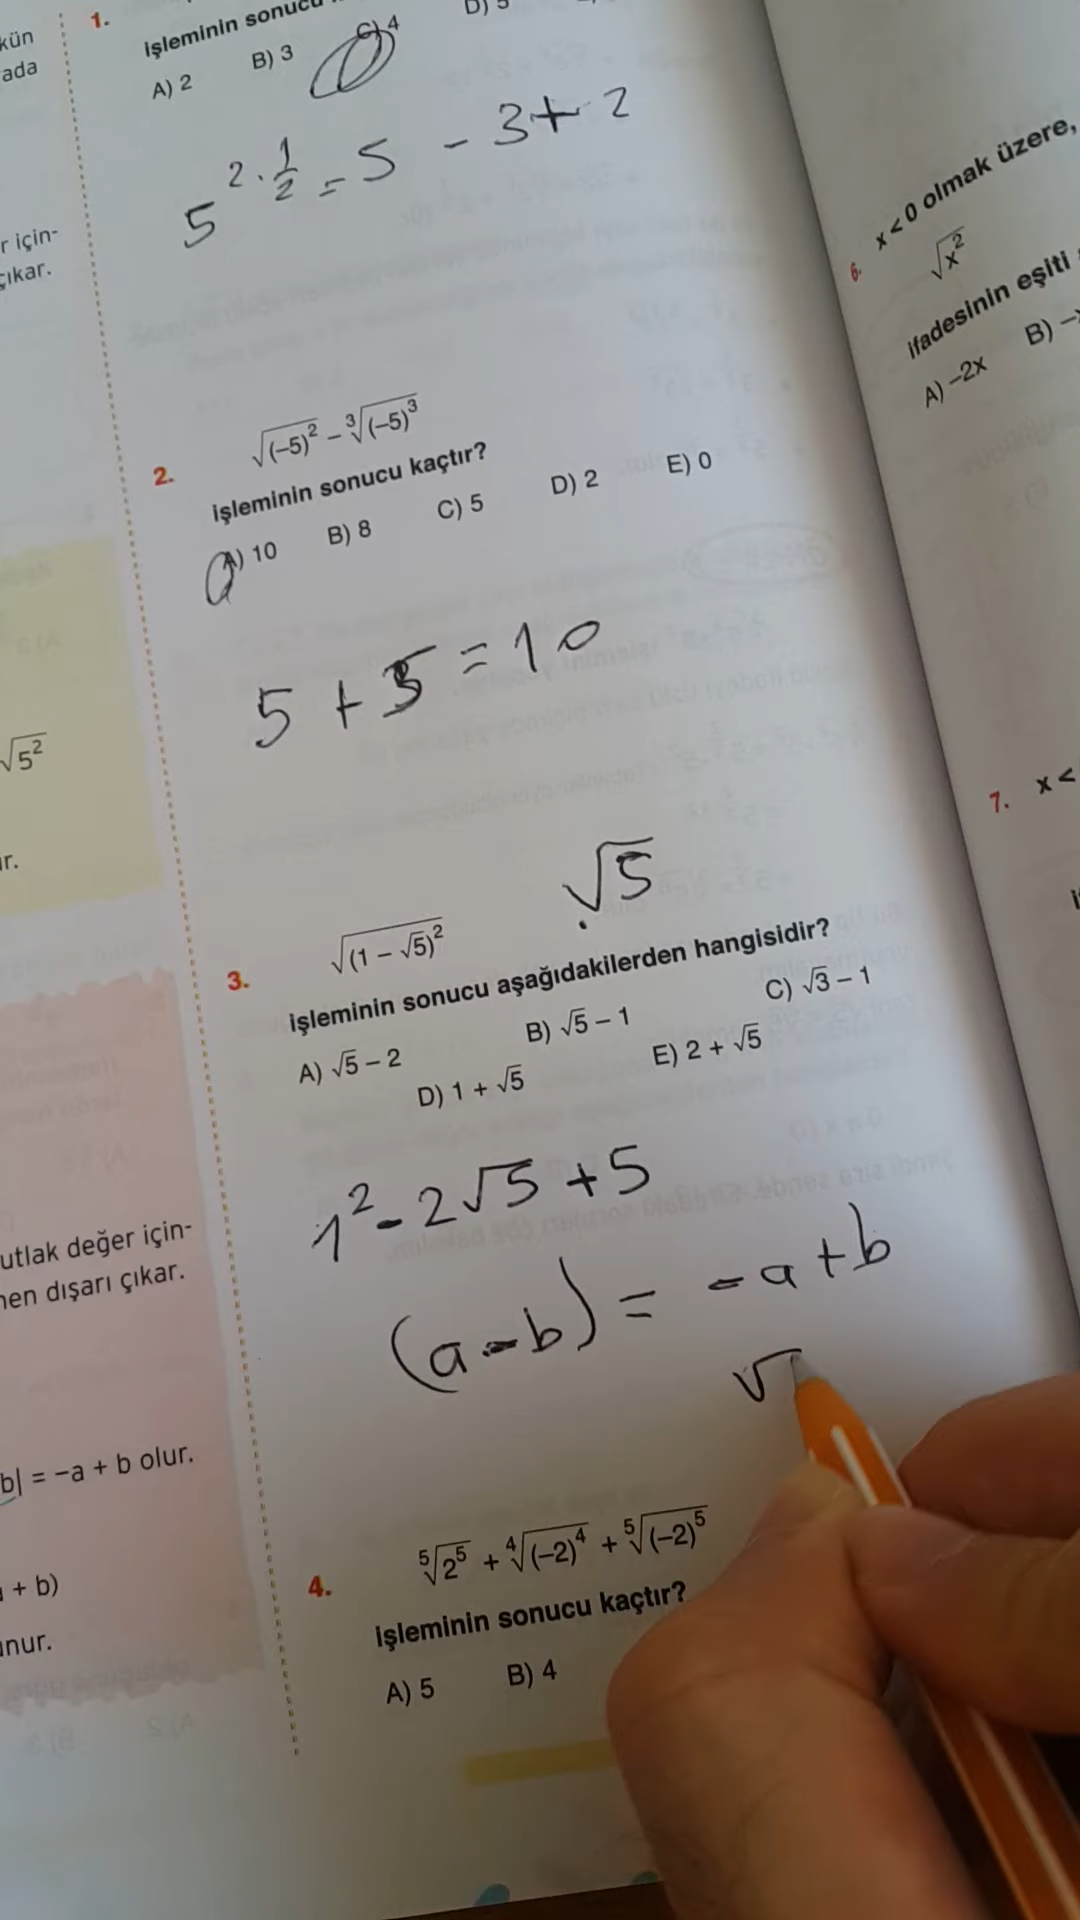 kün
ada
r için-
çıkar.
√5²
ır.
utlak değer için-
nen dışarı çıkar.
b| = –a + b olur.
+ b)
unur.
1.
işleminin sonucu
A) 2 B) 3 C) 4 D) 5
5^(2·1/2) = 5 - 3 + 2
2.
√(–5)² – ³√(–5)³
işleminin sonucu kaçtır?
A) 10 B) 8 C) 5 D) 2 E) 0
5 + 5 = 10
√5
3.
√(1 – √5)²
işleminin sonucu aşağıdakilerden hangisidir?
A) √5 – 2 B) √5 – 1 C) √3 – 1
D) 1 + √5 E) 2 + √5
1² - 2√5 + 5
(a-b) = -a+b
√
4.
⁵√2⁵ + ⁴√(–2)⁴ + ⁵√(–2)⁵
işleminin sonucu kaçtır?
A) 5 B) 4
6. x < 0 olmak üzere,
√x²
ifadesinin eşiti
A) –2x B) –
7. x <